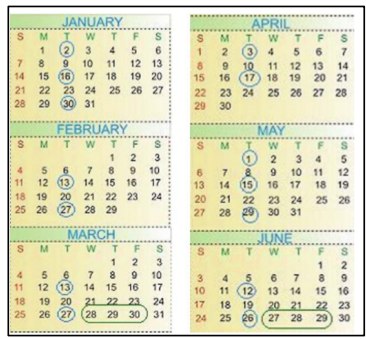 JANUARY
S M T W T F S
1 2 3 4 5 6
7 8 9 10 11 12 13
14 15 16 17 18 19 20
21 22 23 24 25 26 27
28 29 30 31
FEBRUARY
S M T W T F S
1 2 3
4 5 6 7 8 9 10
11 12 13 14 15 16 17
18 19 20 21 22 23 24
25 26 27 28 29
MARCH
S M T W T F S
1 2 3
4 5 6 7 8 9 10
11 12 13 14 15 16 17
18 19 20 21 22 23 24
25 26 27 28 29 30 31
APRIL
S M T W T F S
1 2 3 4 5 6 7
8 9 10 11 12 13 14
15 16 17 18 19 20 21
22 23 24 25 26 27 28
29 30
MAY
S M T W T F S
1 2 3 4 5
6 7 8 9 10 11 12
13 14 15 16 17 18 19
20 21 22 23 24 25 26
27 28 29 30 31
JUNE
S M T W T F S
1 2
3 4 5 6 7 8 9
10 11 12 13 14 15 16
17 18 19 20 21 22 23
24 25 26 27 28 29 30